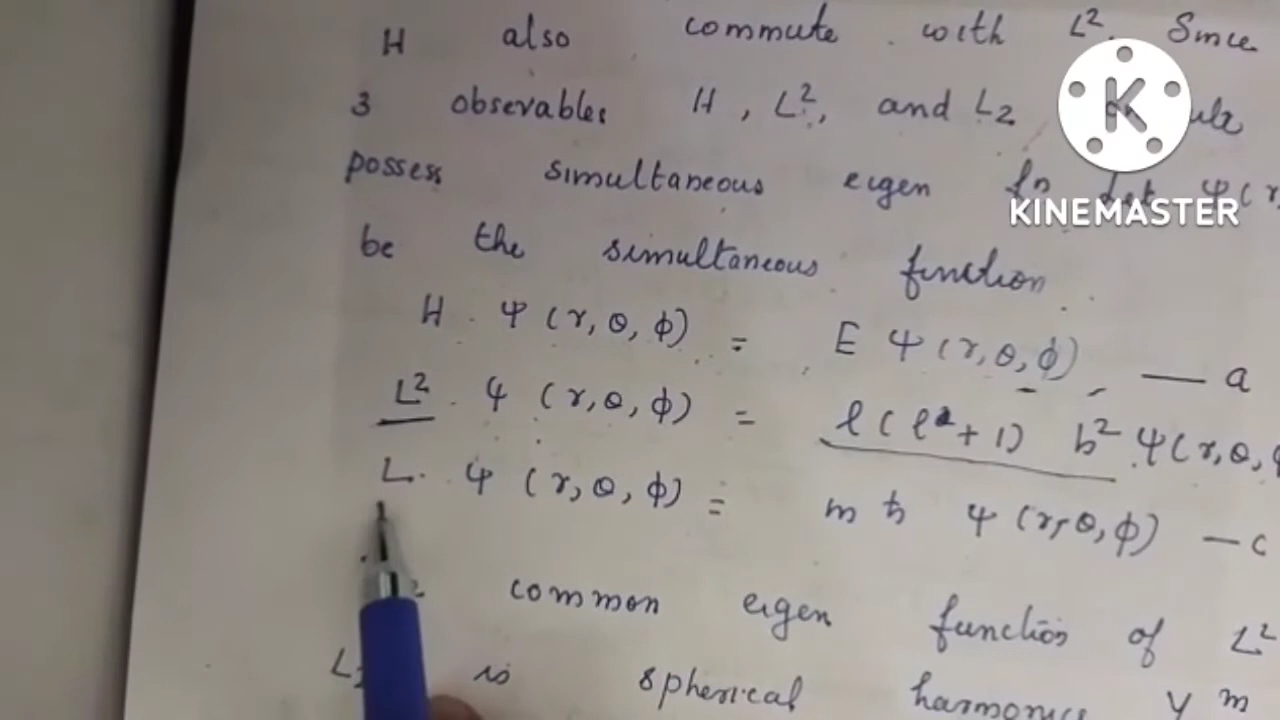 H also commute with L². Since
3 observables H, L², and Lz
possess simultaneous eigen fn Let ψ(r,
be the simultaneous function
H ψ(r,θ,ϕ) = E ψ(r,θ,ϕ), — a
L² ψ(r,θ,ϕ) = l(l+1) ħ² ψ(r,θ,ϕ
L. ψ(r,θ,ϕ) = m ħ ψ(r,θ,ϕ) — c
common eigen function of L²
is spherical harmonics Y m
KINEMASTER